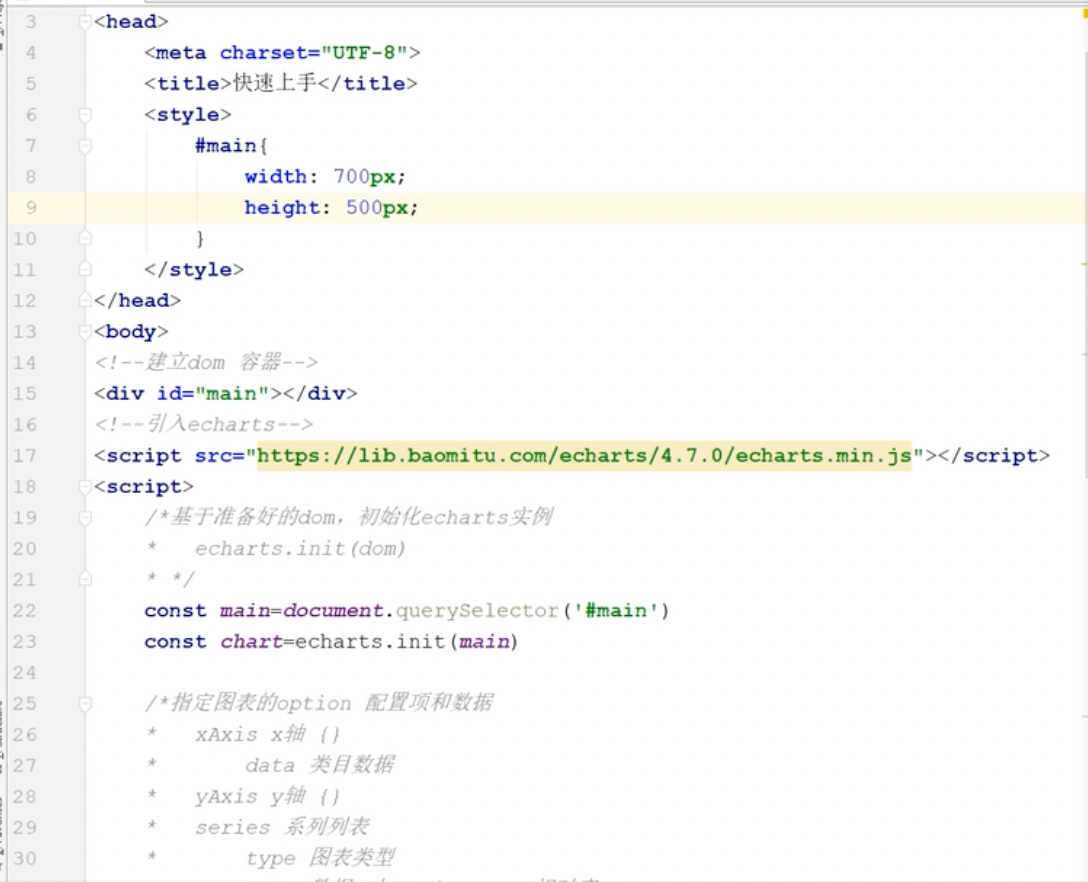 3 <head>
4 <meta charset="UTF-8">
5 <title>快速上手</title>
6 <style>
7 #main{
8 width: 700px;
9 height: 500px;
10 }
11 </style>
12 </head>
13 <body>
14 <!--建立dom 容器-->
15 <div id="main"></div>
16 <!--引入echarts-->
17 <script src="https://lib.baomitu.com/echarts/4.7.0/echarts.min.js"></script>
18 <script>
19 /*基于准备好的dom，初始化echarts实例
20 * echarts.init(dom)
21 * */
22 const main=document.querySelector('#main')
23 const chart=echarts.init(main)
24
25 /*指定图表的option 配置项和数据
26 * xAxis x轴 {}
27 * data 类目数据
28 * yAxis y轴 {}
29 * series 系列列表
30 * type 图表类型